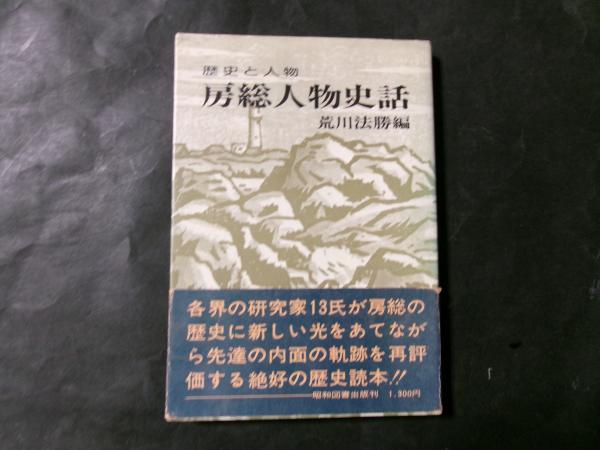 歴史と人物
房総人物史話
荒川法勝編
各界の研究家13氏が房総の
歴史に新しい光をあてなが
ら先達の内面の軌跡を再評
価する絶好の歴史読本!!
昭和図書出版刊 1,300円